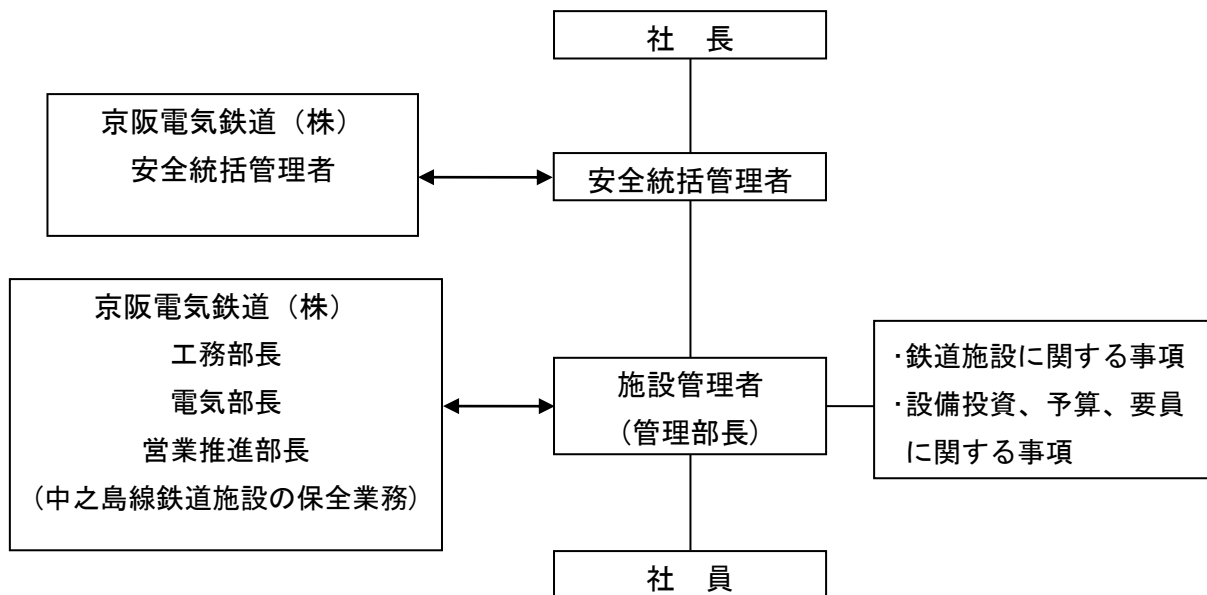 社　長
京阪電気鉄道（株）
安全統括管理者
安全統括管理者
京阪電気鉄道（株）
工務部長
電気部長
営業推進部長
（中之島線鉄道施設の保全業務）
施設管理者
（管理部長）
・鉄道施設に関する事項
・設備投資、予算、要員
に関する事項
社　員